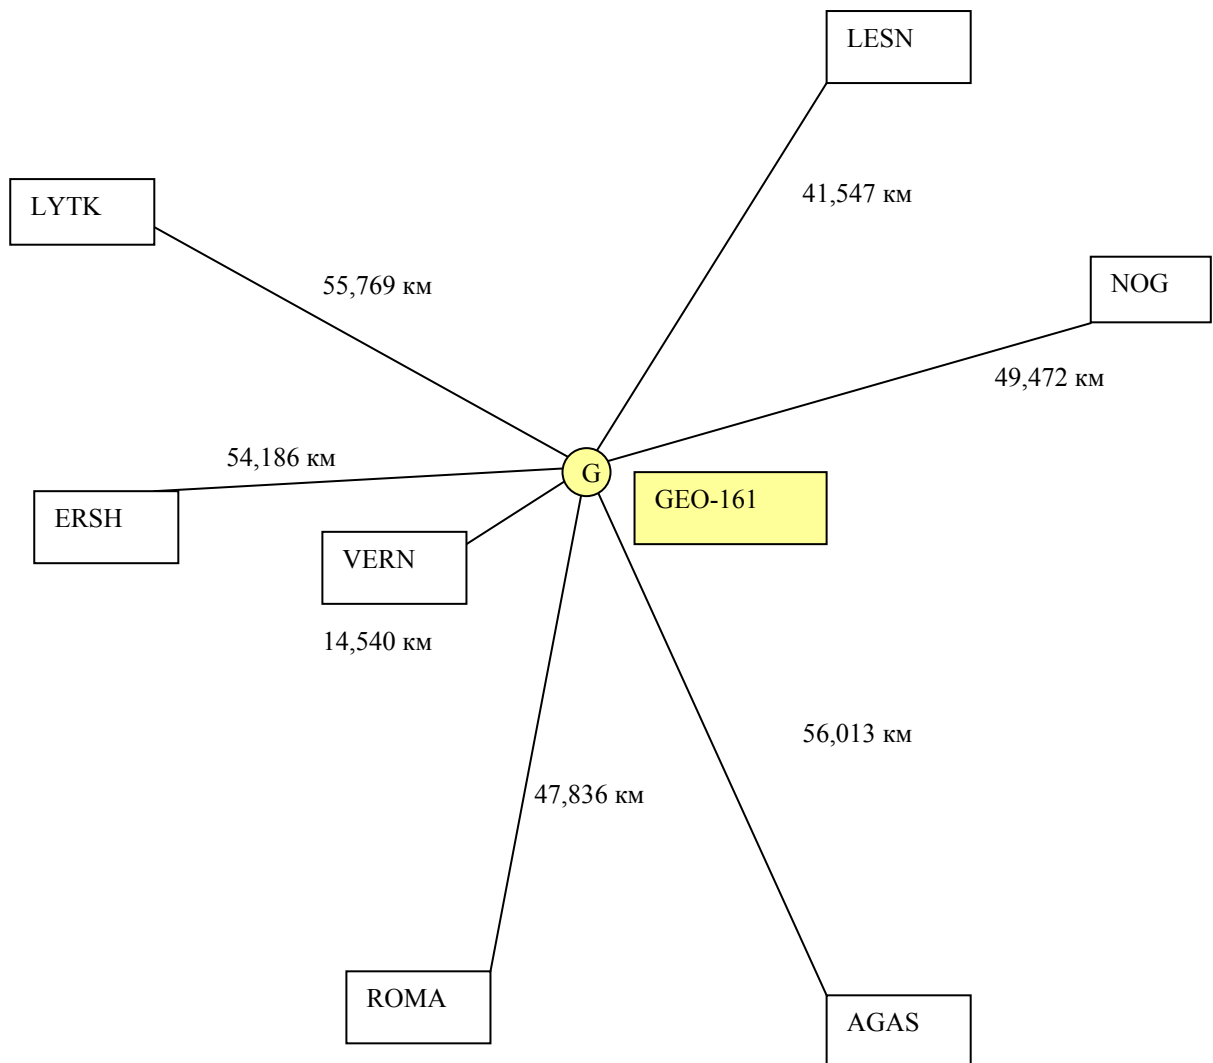 LESN
41,547 км
LYTK
55,769 км
NOG
49,472 км
54,186 км
G
GEO-161
ERSH
VERN
14,540 км
56,013 км
47,836 км
ROMA
AGAS